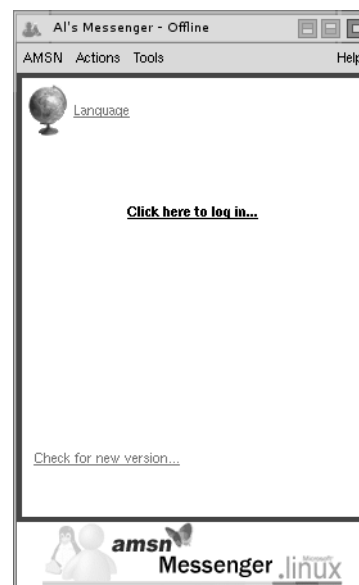 Al's Messenger - Offline
AMSN Actions Tools Help
Language
Click here to log in...
Check for new version...
amsn
Messenger .linux